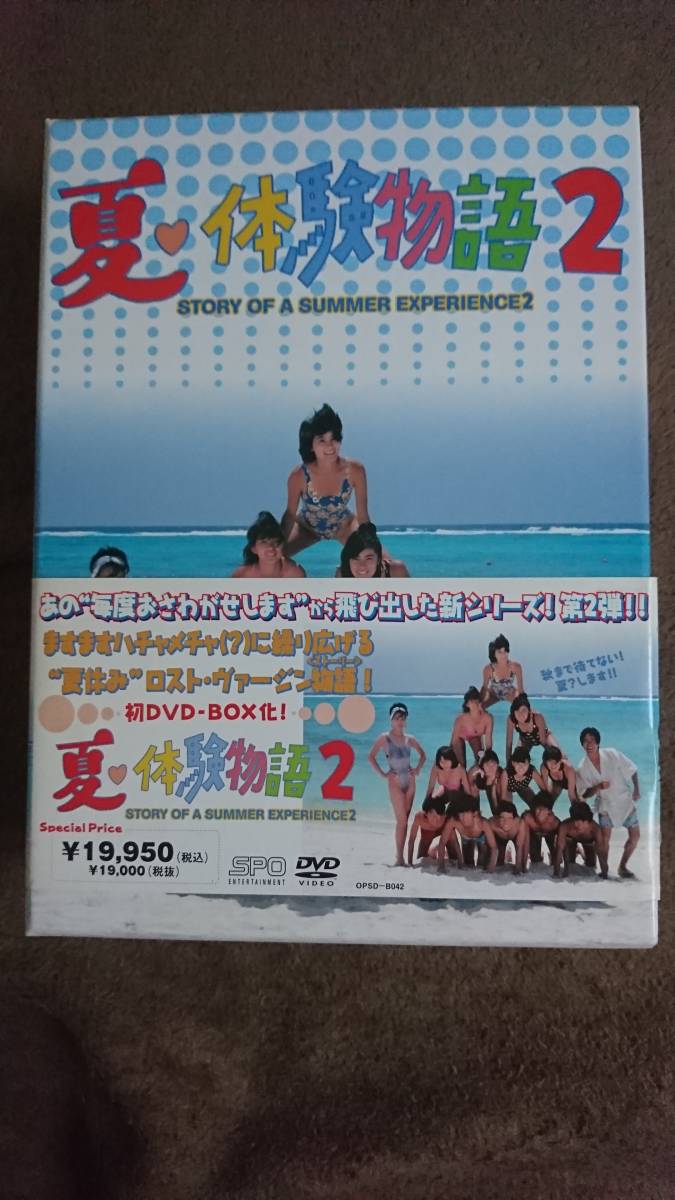 夏♥体験物語2
STORY OF A SUMMER EXPERIENCE2
あの“毎度おさわがせします”から飛び出した新シリーズ!第2弾!!
ますますハチャメチャ(?)に繰り広げる
“夏休み”ロスト・ヴァージン物語!
<ストーリー>
初DVD-BOX化!
秋まで待てない!
夏?します!!
夏♥体験物語2
STORY OF A SUMMER EXPERIENCE2
Special Price
¥19,950(税込)
¥19,000(税抜)
SPO
ENTERTAINMENT
DVD
VIDEO
OPSD-B042